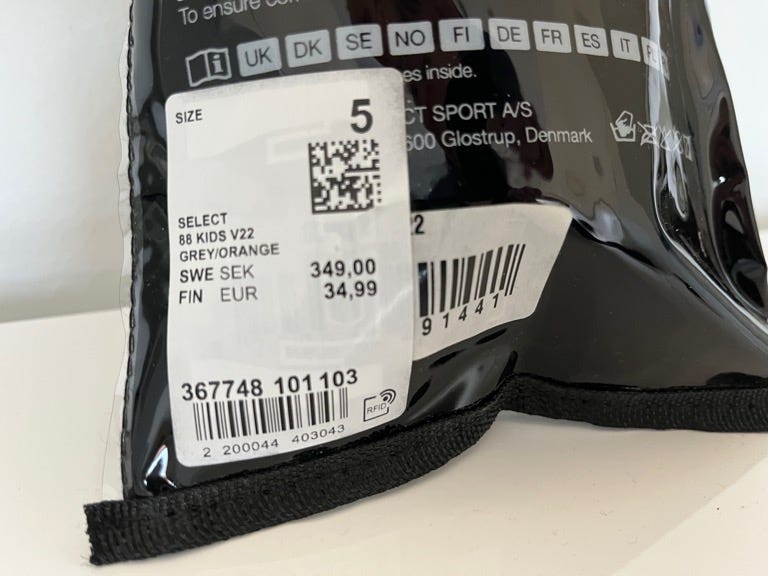 To ensure
UK DK SE NO FI DE FR ES IT
es inside.
CT SPORT A/S
600 Glostrup, Denmark
SIZE 5
SELECT
88 KIDS V22
GREY/ORANGE
SWE SEK 349,00
FIN EUR 34,99
367748 101103
RFID
2 200044 403043
2
91441